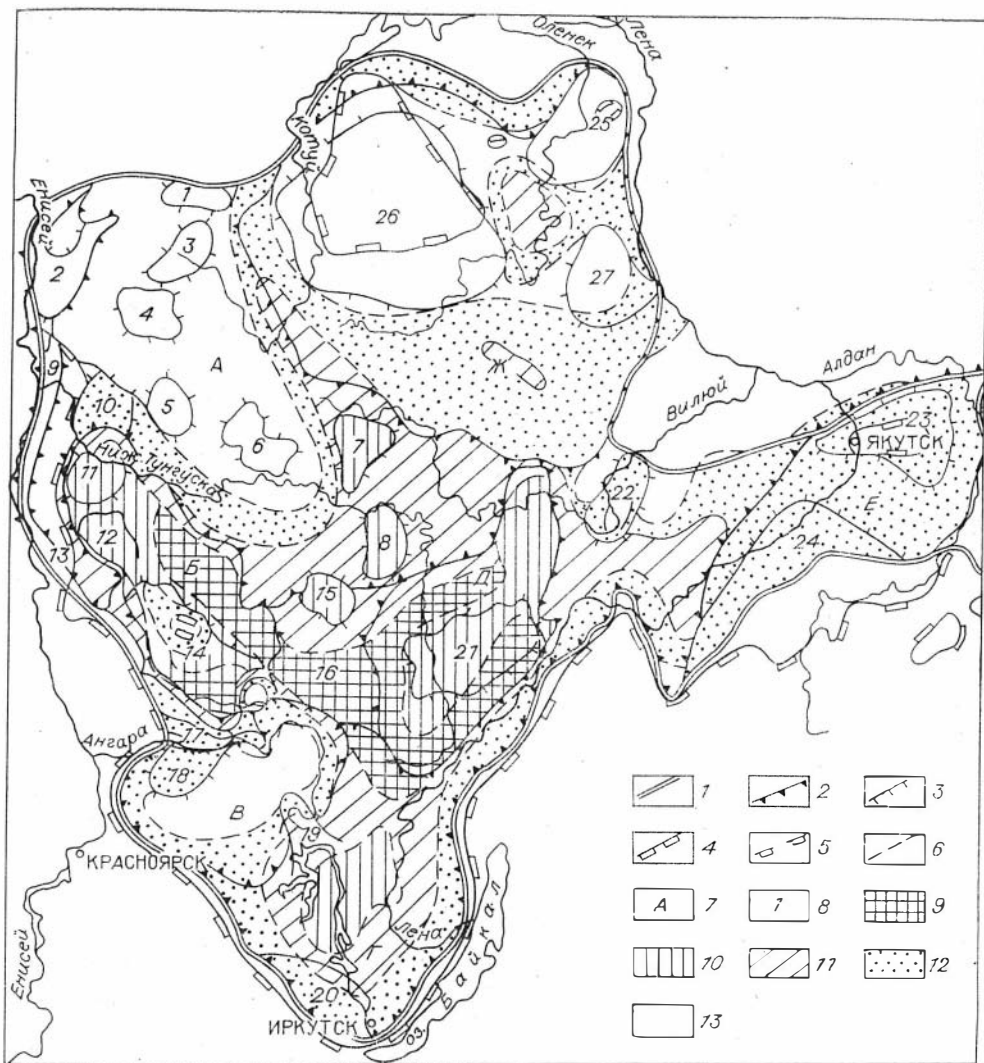 Оленек
Лена
Котуй
25
Енисей
1
26
2
3
27
4
А
Ж
9
Алдан
5
Вилюй
10
23
6
7
ЯКУТСК
Ниж. Тунгуска
11
22
Е
8
12
24
13
Б
Д
15
14
16
21
Ангара
17
18
В
19
КРАСНОЯРСК
Лена
Енисей
20
ИРКУТСК
оз. Байкал
1
2
3
4
5
6
А 7
1 8
9
10
11
12
13